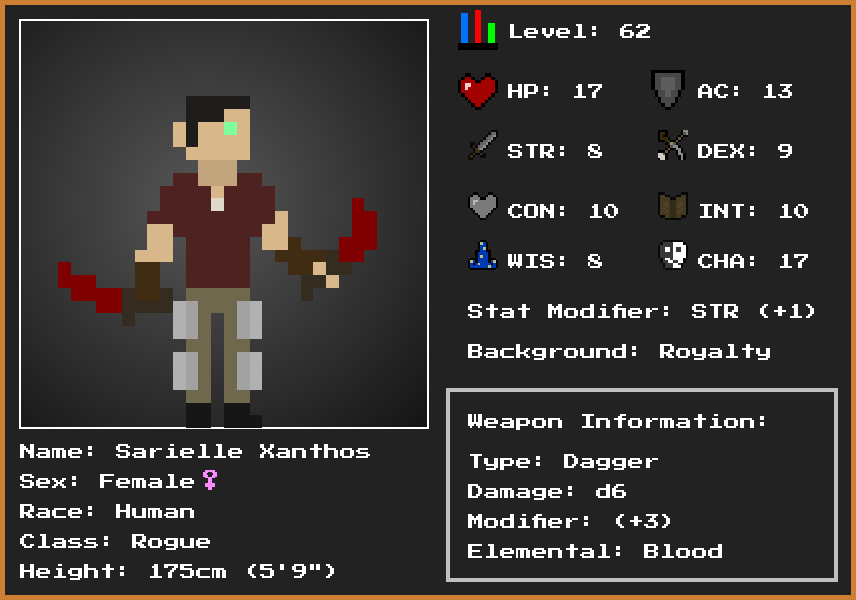 Level: 62
HP: 17
AC: 13
STR: 8
DEX: 9
CON: 10
INT: 10
WIS: 8
CHA: 17
Stat Modifier: STR (+1)
Background: Royalty
Weapon Information:
Type: Dagger
Damage: d6
Modifier: (+3)
Elemental: Blood
Name: Sarielle Xanthos
Sex: Female♀
Race: Human
Class: Rogue
Height: 175cm (5'9")